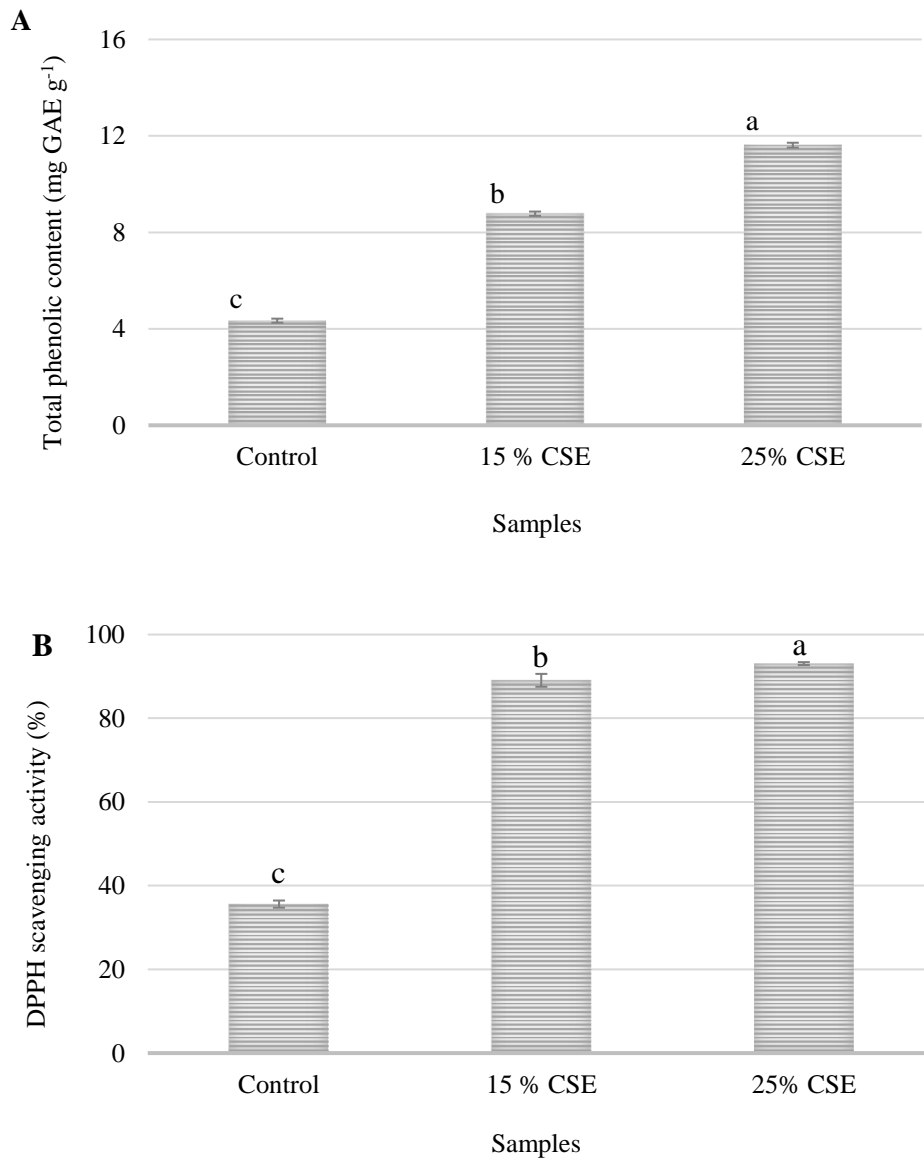 A
Total phenolic content (mg GAE g-1)
16
12
8
4
0
c
b
a
Control
15 % CSE
25% CSE
Samples
B
DPPH scavenging activity (%)
100
80
60
40
20
0
c
b
a
Control
15 % CSE
25% CSE
Samples